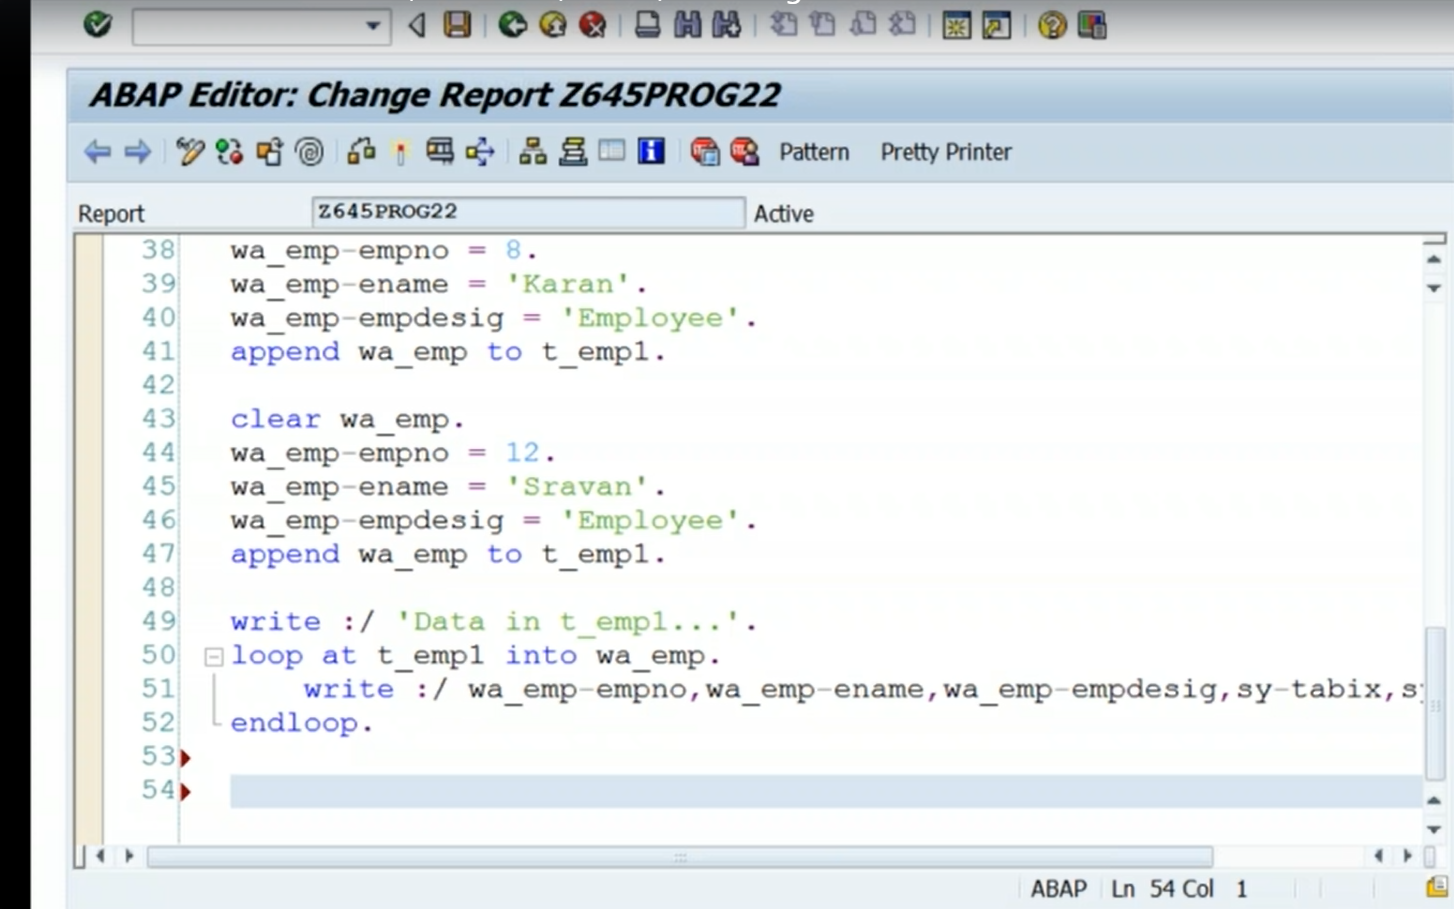 ABAP Editor: Change Report Z645PROG22
Pattern Pretty Printer
Report Z645PROG22 Active
38 wa_emp-empno = 8.
39 wa_emp-ename = 'Karan'.
40 wa_emp-empdesig = 'Employee'.
41 append wa_emp to t_emp1.
42
43 clear wa_emp.
44 wa_emp-empno = 12.
45 wa_emp-ename = 'Sravan'.
46 wa_emp-empdesig = 'Employee'.
47 append wa_emp to t_emp1.
48
49 write :/ 'Data in t_emp1...'.
50 loop at t_emp1 into wa_emp.
51 write :/ wa_emp-empno,wa_emp-ename,wa_emp-empdesig,sy-tabix,
52 endloop.
53
54
ABAP Ln 54 Col 1